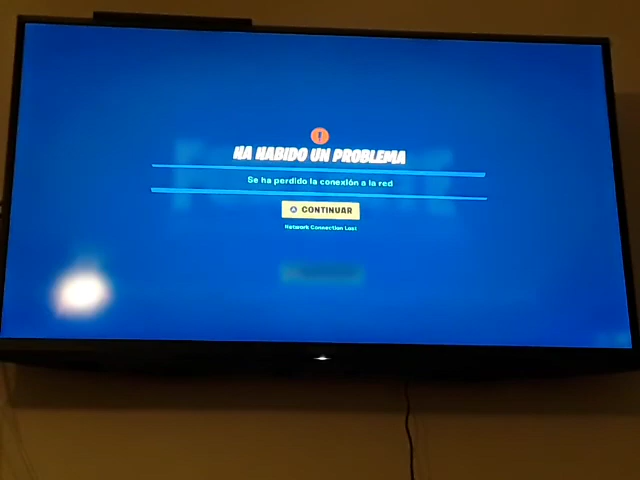 HA HABIDO UN PROBLEMA
Se ha perdido la conexión a la red
CONTINUAR
Network Connection Lost